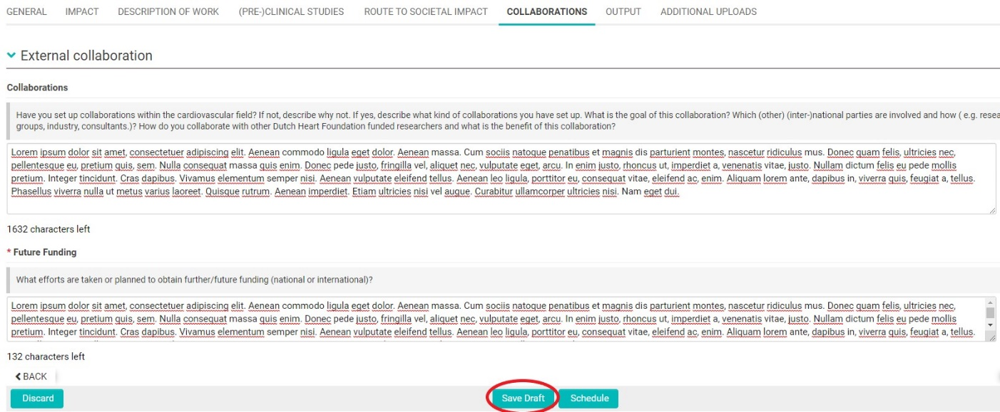 GENERAL IMPACT DESCRIPTION OF WORK (PRE-)CLINICAL STUDIES ROUTE TO SOCIETAL IMPACT COLLABORATIONS OUTPUT ADDITIONAL UPLOADS
External collaboration
Collaborations
Have you set up collaborations within the cardiovascular field? If not, describe why not. If yes, describe what kind of collaborations you have set up. What is the goal of this collaboration? Which (other) (inter-)national parties are involved and how ( e.g. resea
groups, industry, consultants.)? How do you collaborate with other Dutch Heart Foundation funded researchers and what is the benefit of this collaboration?
Lorem ipsum dolor sit amet, consectetuer adipiscing elit. Aenean commodo ligula eget dolor. Aenean massa. Cum sociis natoque penatibus et magnis dis parturient montes, nascetur ridiculus mus. Donec quam felis, ultricies nec,
pellentesque eu, pretium quis, sem. Nulla consequat massa quis enim. Donec pede justo, fringilla vel, aliquet nec, vulputate eget, arcu. In enim justo, rhoncus ut, imperdiet a, venenatis vitae, justo. Nullam dictum felis eu pede mollis
pretium. Integer tincidunt. Cras dapibus. Vivamus elementum semper nisi. Aenean vulputate eleifend tellus. Aenean leo ligula, porttitor eu, consequat vitae, eleifend ac, enim. Aliquam lorem ante, dapibus in, viverra quis, feugiat a, tellus.
Phasellus viverra nulla ut metus varius laoreet. Quisque rutrum. Aenean imperdiet. Etiam ultricies nisi vel augue. Curabitur ullamcorper ultricies nisi. Nam eget dui.
1632 characters left
* Future Funding
What efforts are taken or planned to obtain further/future funding (national or international)?
Lorem ipsum dolor sit amet, consectetuer adipiscing elit. Aenean commodo ligula eget dolor. Aenean massa. Cum sociis natoque penatibus et magnis dis parturient montes, nascetur ridiculus mus. Donec quam felis, ultricies nec,
pellentesque eu, pretium quis, sem. Nulla consequat massa quis enim. Donec pede justo, fringilla vel, aliquet nec, vulputate eget, arcu. In enim justo, rhoncus ut, imperdiet a, venenatis vitae, justo. Nullam dictum felis eu pede mollis
pretium. Integer tincidunt. Cras dapibus. Vivamus elementum semper nisi. Aenean vulputate eleifend tellus. Aenean leo ligula, porttitor eu, consequat vitae, eleifend ac, enim. Aliquam lorem ante, dapibus in, viverra quis, feugiat a, tellus.
132 characters left
BACK
Discard Save Draft Schedule